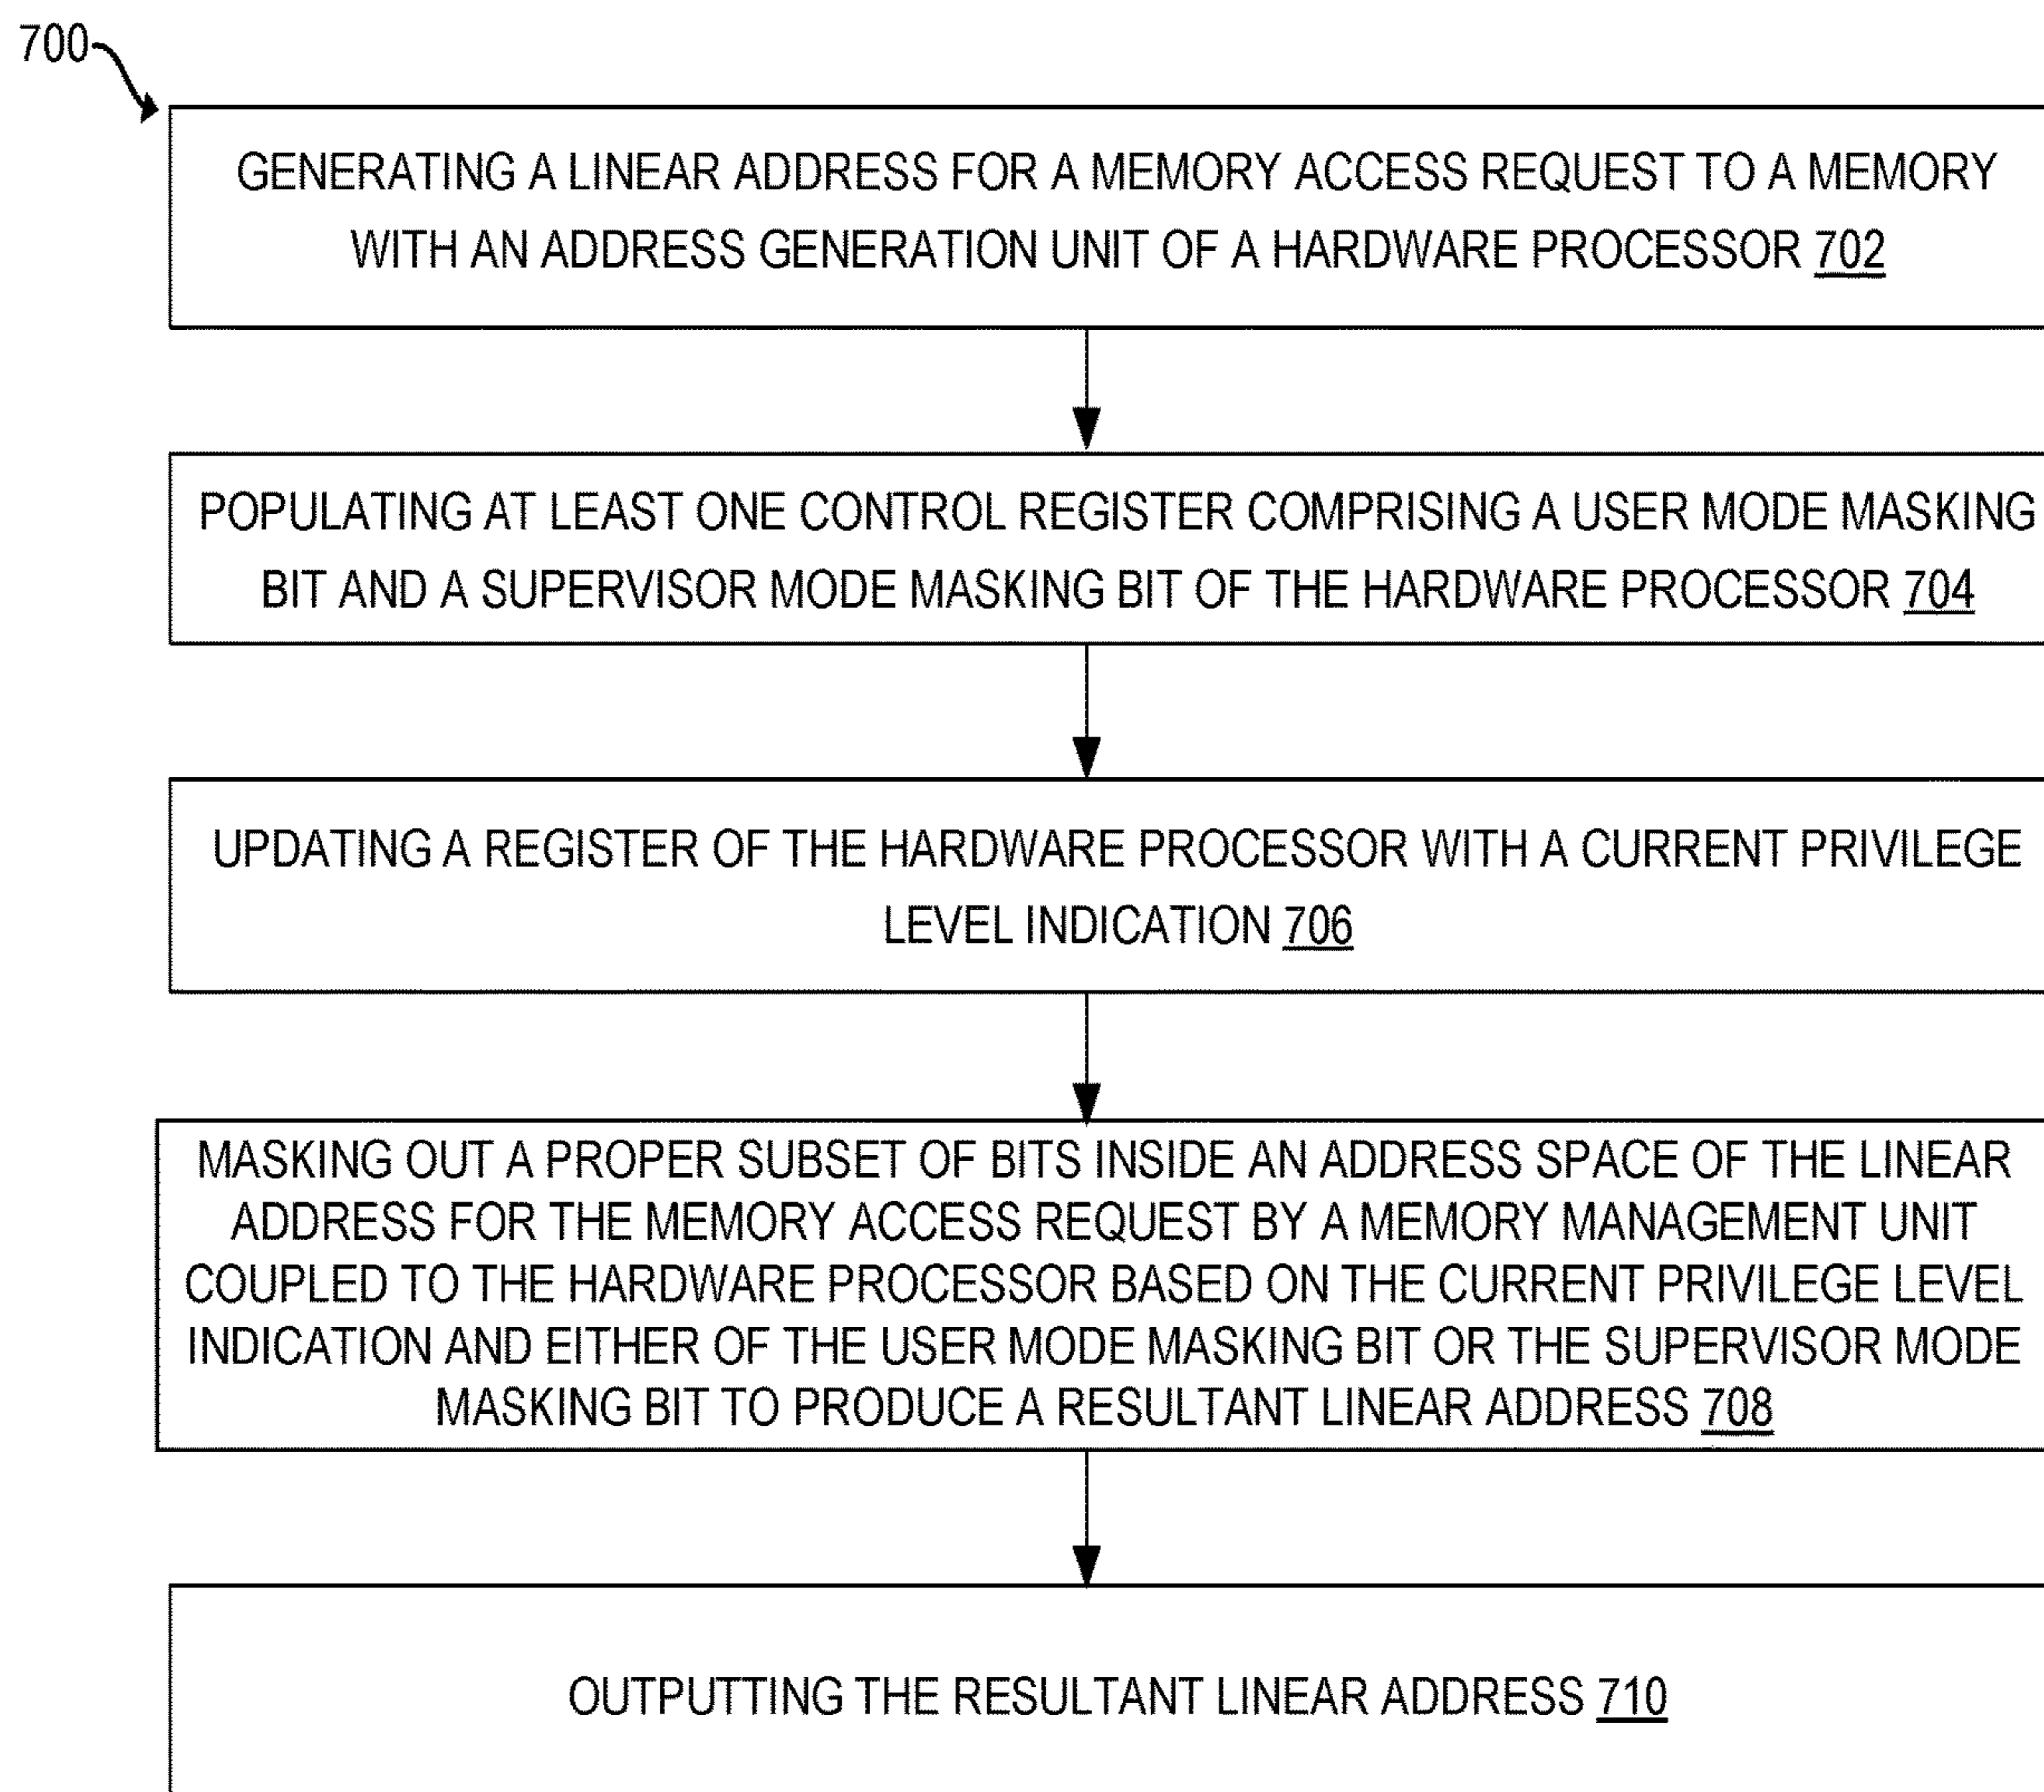 700
GENERATING A LINEAR ADDRESS FOR A MEMORY ACCESS REQUEST TO A MEMORY
WITH AN ADDRESS GENERATION UNIT OF A HARDWARE PROCESSOR 702
POPULATING AT LEAST ONE CONTROL REGISTER COMPRISING A USER MODE MASKING
BIT AND A SUPERVISOR MODE MASKING BIT OF THE HARDWARE PROCESSOR 704
UPDATING A REGISTER OF THE HARDWARE PROCESSOR WITH A CURRENT PRIVILEGE
LEVEL INDICATION 706
MASKING OUT A PROPER SUBSET OF BITS INSIDE AN ADDRESS SPACE OF THE LINEAR
ADDRESS FOR THE MEMORY ACCESS REQUEST BY A MEMORY MANAGEMENT UNIT
COUPLED TO THE HARDWARE PROCESSOR BASED ON THE CURRENT PRIVILEGE LEVEL
INDICATION AND EITHER OF THE USER MODE MASKING BIT OR THE SUPERVISOR MODE
MASKING BIT TO PRODUCE A RESULTANT LINEAR ADDRESS 708
OUTPUTTING THE RESULTANT LINEAR ADDRESS 710